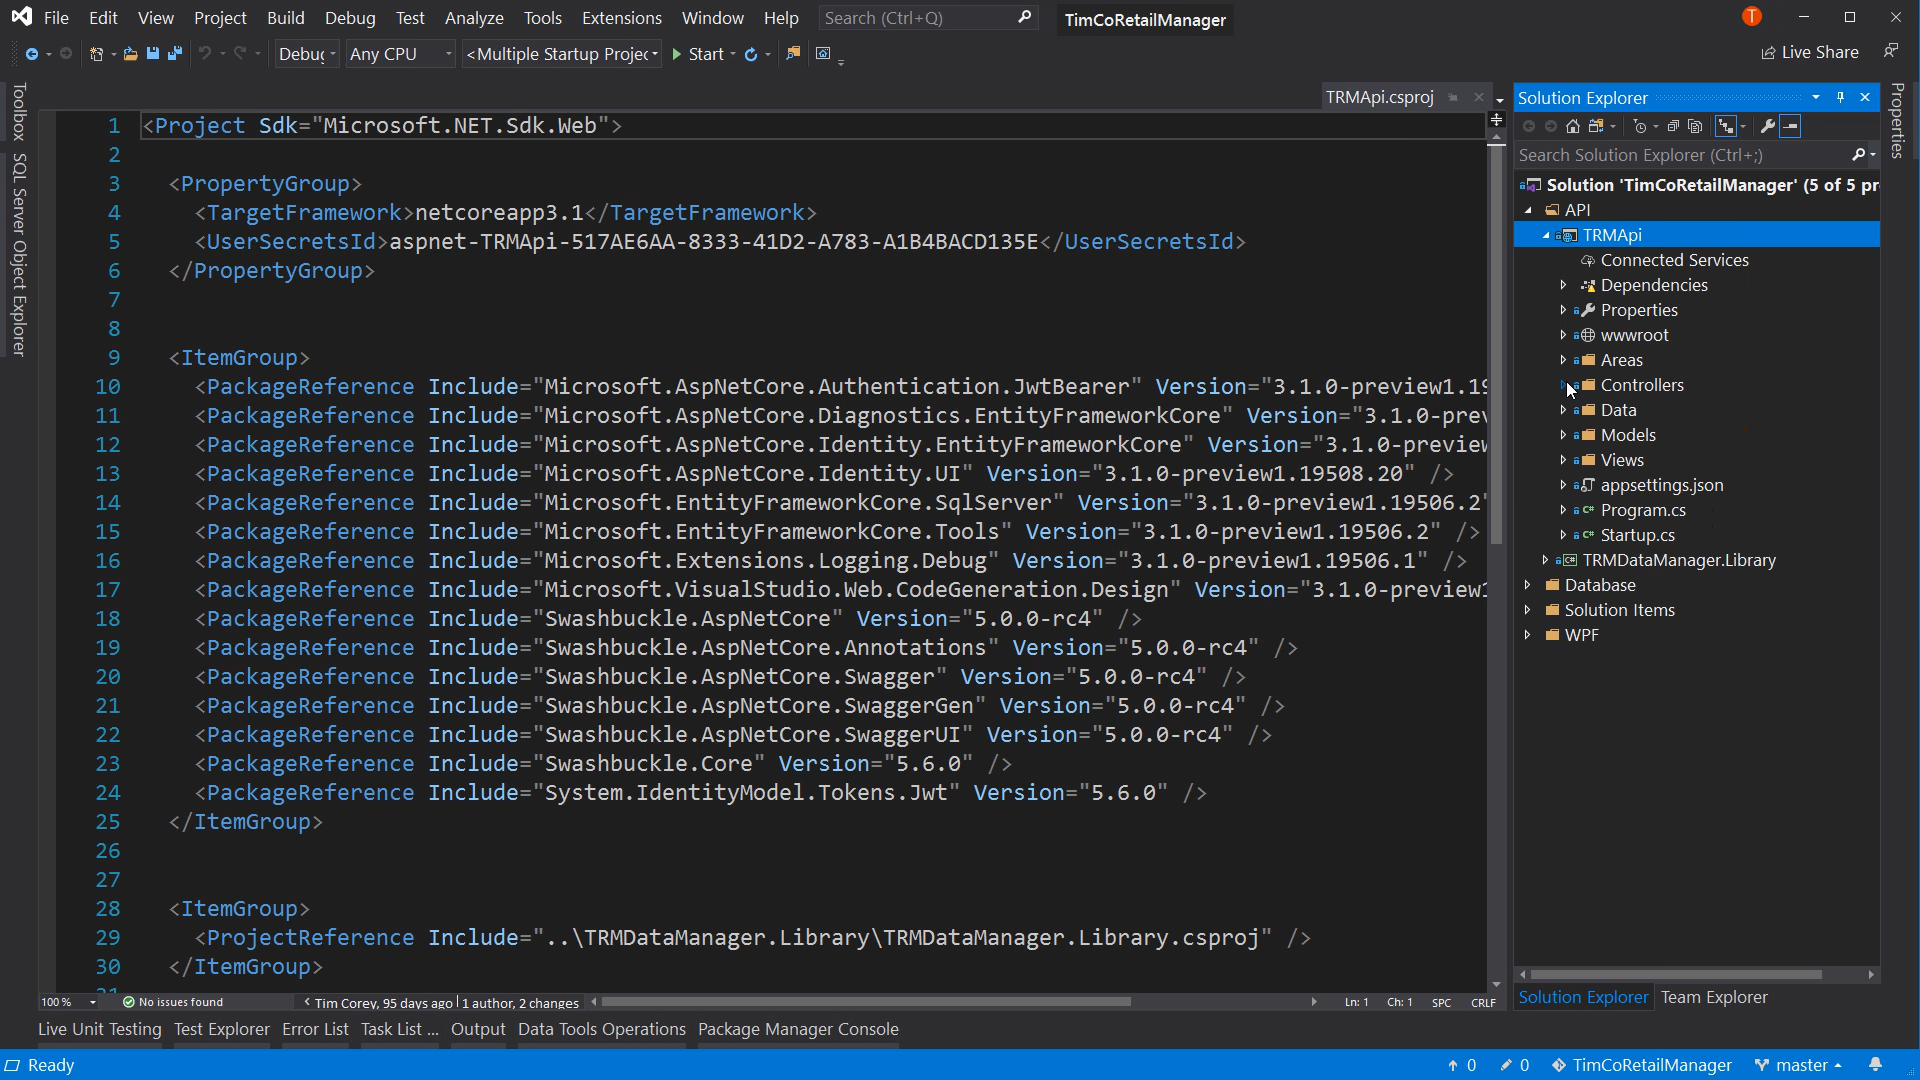 File Edit View Project Build Debug Test Analyze Tools Extensions Window Help Search (Ctrl+Q) TimCoRetailManager T
Debug Any CPU <Multiple Startup Projec Start Live Share
Toolbox
SQL Server Object Explorer
TRMApi.csproj
1 <Project Sdk="Microsoft.NET.Sdk.Web">
2
3 <PropertyGroup>
4 <TargetFramework>netcoreapp3.1</TargetFramework>
5 <UserSecretsId>aspnet-TRMApi-517AE6AA-8333-41D2-A783-A1B4BACD135E</UserSecretsId>
6 </PropertyGroup>
7
8
9 <ItemGroup>
10 <PackageReference Include="Microsoft.AspNetCore.Authentication.JwtBearer" Version="3.1.0-preview1.19
11 <PackageReference Include="Microsoft.AspNetCore.Diagnostics.EntityFrameworkCore" Version="3.1.0-prev
12 <PackageReference Include="Microsoft.AspNetCore.Identity.EntityFrameworkCore" Version="3.1.0-preview
13 <PackageReference Include="Microsoft.AspNetCore.Identity.UI" Version="3.1.0-preview1.19508.20" />
14 <PackageReference Include="Microsoft.EntityFrameworkCore.SqlServer" Version="3.1.0-preview1.19506.2"
15 <PackageReference Include="Microsoft.EntityFrameworkCore.Tools" Version="3.1.0-preview1.19506.2" />
16 <PackageReference Include="Microsoft.Extensions.Logging.Debug" Version="3.1.0-preview1.19506.1" />
17 <PackageReference Include="Microsoft.VisualStudio.Web.CodeGeneration.Design" Version="3.1.0-preview1
18 <PackageReference Include="Swashbuckle.AspNetCore" Version="5.0.0-rc4" />
19 <PackageReference Include="Swashbuckle.AspNetCore.Annotations" Version="5.0.0-rc4" />
20 <PackageReference Include="Swashbuckle.AspNetCore.Swagger" Version="5.0.0-rc4" />
21 <PackageReference Include="Swashbuckle.AspNetCore.SwaggerGen" Version="5.0.0-rc4" />
22 <PackageReference Include="Swashbuckle.AspNetCore.SwaggerUI" Version="5.0.0-rc4" />
23 <PackageReference Include="Swashbuckle.Core" Version="5.6.0" />
24 <PackageReference Include="System.IdentityModel.Tokens.Jwt" Version="5.6.0" />
25 </ItemGroup>
26
27
28 <ItemGroup>
29 <ProjectReference Include="..\TRMDataManager.Library\TRMDataManager.Library.csproj" />
30 </ItemGroup>
100 % No issues found < Tim Corey, 95 days ago | 1 author, 2 changes Ln: 1 Ch: 1 SPC CRLF
Solution Explorer
Search Solution Explorer (Ctrl+;)
Solution 'TimCoRetailManager' (5 of 5 pr
API
TRMApi
Connected Services
Dependencies
Properties
wwwroot
Areas
Controllers
Data
Models
Views
appsettings.json
Program.cs
Startup.cs
TRMDataManager.Library
Database
Solution Items
WPF
Solution Explorer Team Explorer
Properties
Live Unit Testing Test Explorer Error List Task List ... Output Data Tools Operations Package Manager Console
Ready 0 0 TimCoRetailManager master